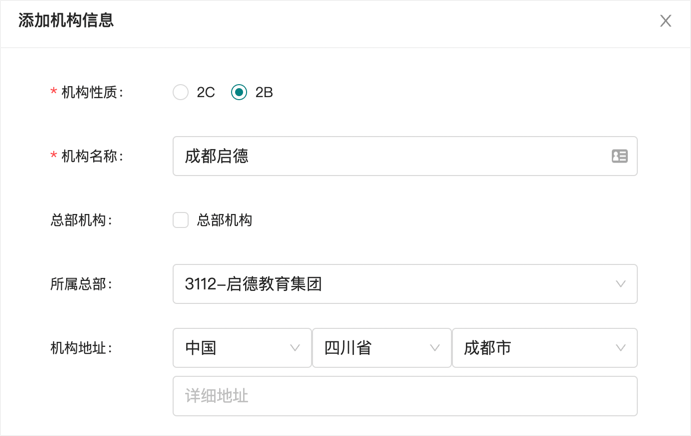 添加机构信息
* 机构性质： 2C 2B
* 机构名称： 成都启德
总部机构： 总部机构
所属总部： 3112-启德教育集团
机构地址： 中国 四川省 成都市
详细地址